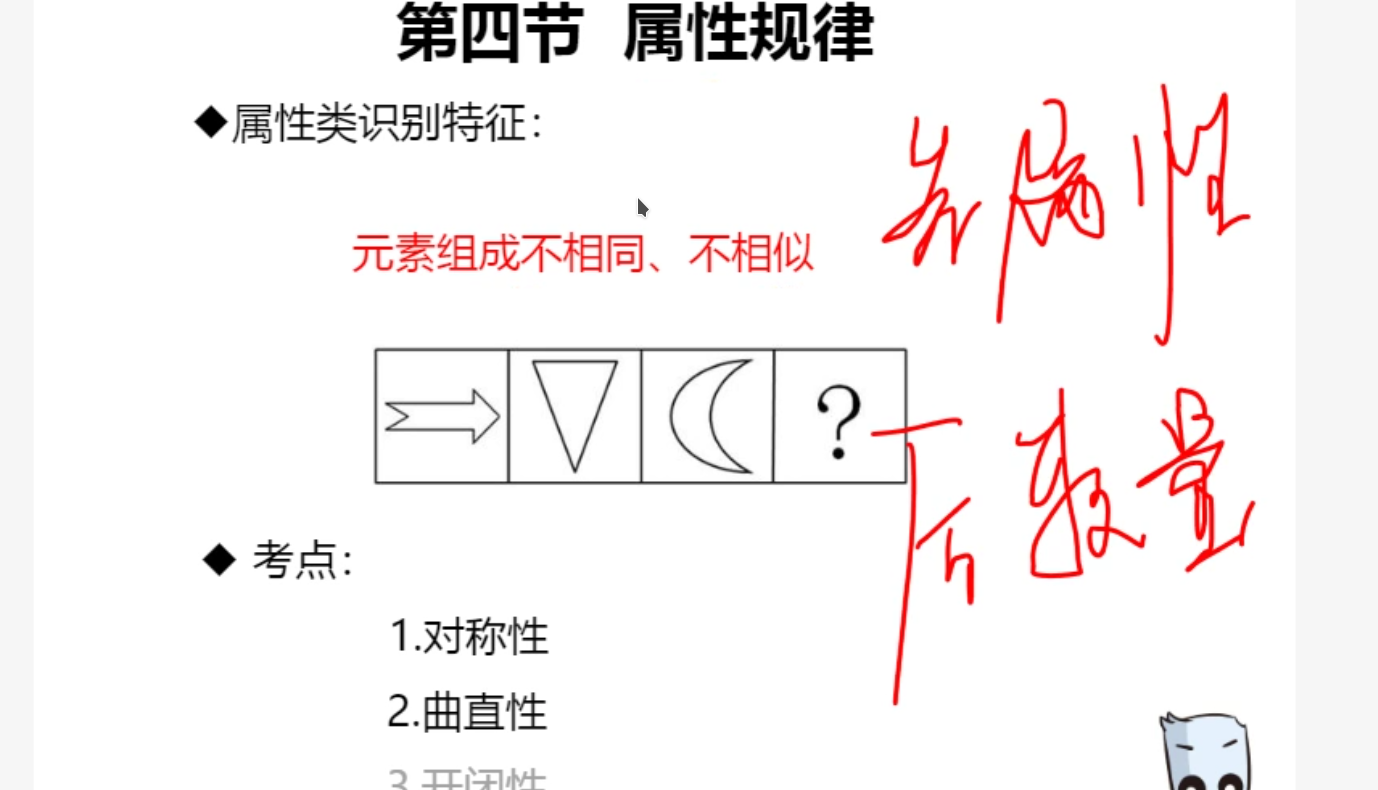 第四节 属性规律
◆属性类识别特征：
先属性
元素组成不相同、不相似
?
后数量
◆ 考点：
1.对称性
2.曲直性
3.开闭性